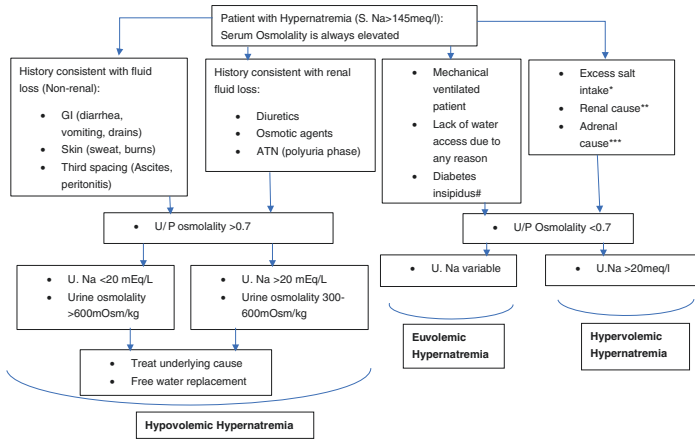 Patient with Hypernatremia (S. Na>145meq/l):
Serum Osmolality is always elevated
History consistent with fluid
loss (Non-renal):
• GI (diarrhea,
vomiting, drains)
• Skin (sweat, burns)
• Third spacing (Ascites,
peritonitis)
History consistent with renal
fluid loss:
• Diuretics
• Osmotic agents
• ATN (polyuria phase)
• Mechanical
ventilated
patient
• Lack of water
access due to
any reason
• Diabetes
insipidus#
• Excess salt
intake*
• Renal cause**
• Adrenal
cause***
• U/ P osmolality >0.7
• U/P Osmolality <0.7
• U. Na <20 mEq/L
• Urine osmolality
>600mOsm/kg
• U. Na >20 mEq/L
• Urine osmolality 300-
600mOsm/kg
• U. Na variable
• U.Na >20meq/l
• Treat underlying cause
• Free water replacement
Euvolemic
Hypernatremia
Hypervolemic
Hypernatremia
Hypovolemic Hypernatremia